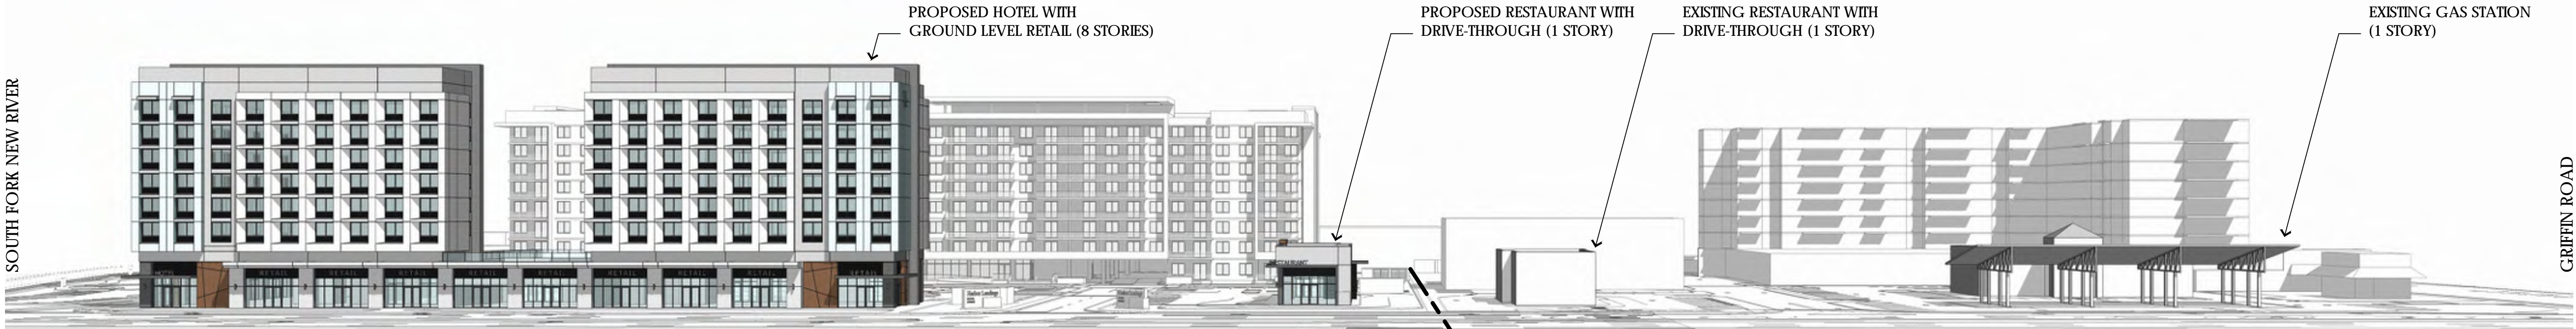 PROPOSED HOTEL WITH
GROUND LEVEL RETAIL (8 STORIES)
PROPOSED RESTAURANT WITH
DRIVE-THROUGH (1 STORY)
EXISTING RESTAURANT WITH
DRIVE-THROUGH (1 STORY)
EXISTING GAS STATION
(1 STORY)
SOUTH FORK NEW RIVER
GRIFFIN ROAD
HOTEL
RETAIL
RETAIL
RETAIL
RETAIL
RETAIL
RETAIL
RETAIL
RETAIL
RETAIL
RESTAURANT